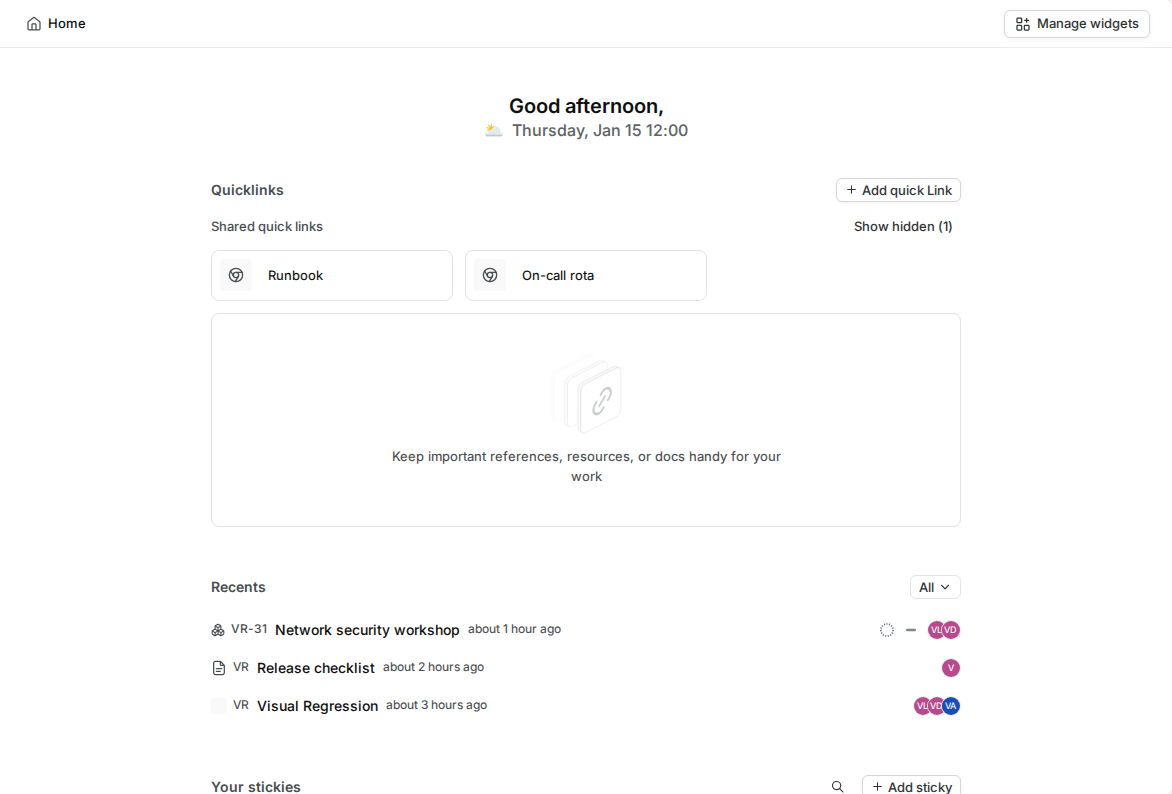 Home
Manage widgets
Good afternoon,
Thursday, Jan 15 12:00
Quicklinks
Add quick Link
Shared quick links
Show hidden (1)
Runbook
On-call rota
Keep important references, resources, or docs handy for your
work
Recents
All
VR-31 Network security workshop about 1 hour ago
VL VD
VR Release checklist about 2 hours ago
V
VR Visual Regression about 3 hours ago
VL VD VA
Your stickies
Add sticky